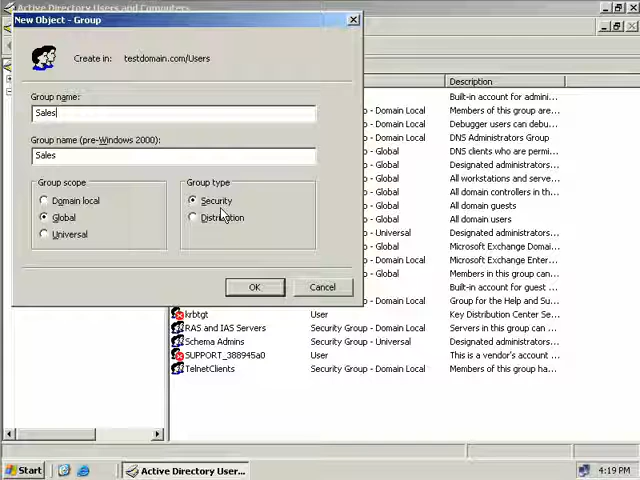 Active Directory Users and Computers
New Object - Group
Create in: testdomain.com/Users
Group name:
Sales
Group name (pre-Windows 2000):
Sales
Group scope
Domain local
Global
Universal
Group type
Security
Distribution
OK
Cancel
Description
Built-in account for admini...
p - Domain Local Members of this group are...
p - Domain Local Debugger users can debu...
p - Domain Local DNS Administrators Group
p - Global DNS clients who are permi...
p - Global Designated administrators...
p - Global All workstations and serve...
p - Global All domain controllers in th...
p - Global All domain guests
p - Global All domain users
p - Universal Designated administrators...
p - Global Microsoft Exchange Domain...
p - Domain Local Microsoft Exchange Enter...
p - Global Members in this group can...
Built-in account for guest ...
p - Domain Local Group for the Help and Su...
krbtgt User Key Distribution Center Se...
RAS and IAS Servers Security Group - Domain Local Servers in this group can ...
Schema Admins Security Group - Universal Designated administrators...
SUPPORT_388945a0 User This is a vendor's account ...
TelnetClients Security Group - Domain Local Members of this group ha...
Start
Active Directory User...
4:19 PM